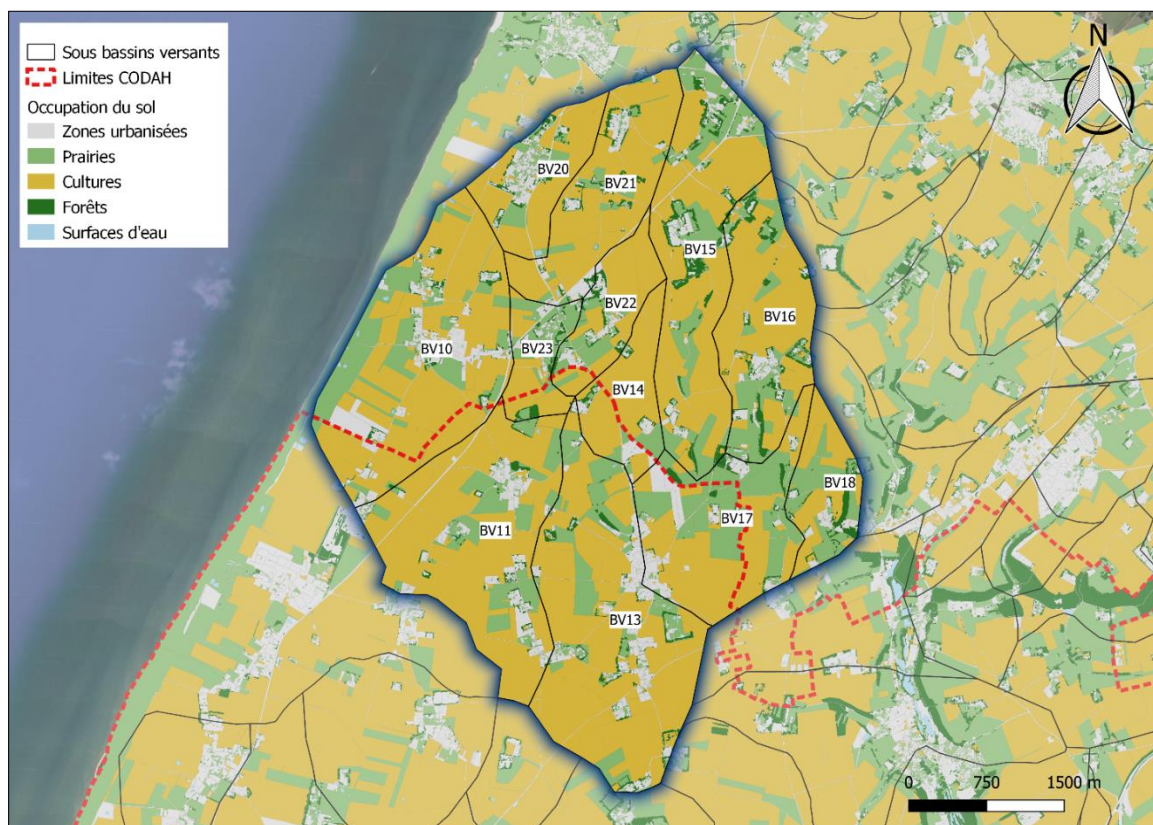 Sous bassins versants
Limites CODAH
Occupation du sol
Zones urbanisées
Prairies
Cultures
Forêts
Surfaces d'eau
N
BV20
BV21
BV15
BV22
BV16
BV10
BV23
BV14
BV18
BV11
BV17
BV13
0 750 1500 m